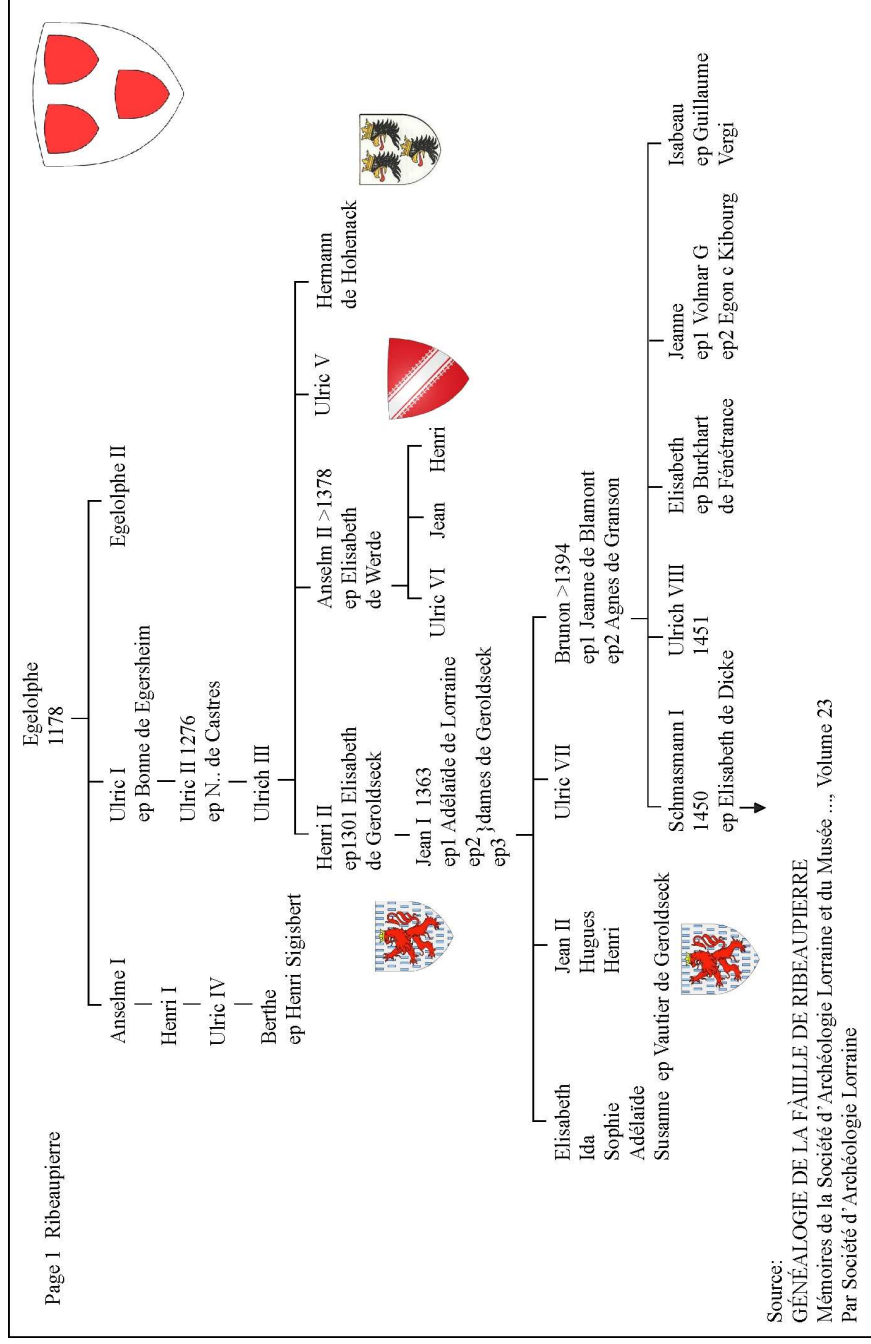 Page 1 Ribeaupierre
Egelolphe
1178
Anselme I
Ulric I
ep Bonne de Egersheim
Egelolphe II
Henri I
Ulric II 1276
ep N.. de Castres
Ulric IV
Ulrich III
Berthe
ep Henri Sigisbert
Henri II
ep1301 Elisabeth
de Geroldseck
Anselm II >1378
ep Elisabeth
de Werde
Ulric V
Hermann
de Hohenack
Jean I 1363
ep1 Adélaïde de Lorraine
ep2 }dames de Geroldseck
ep3
Ulric VI
Jean
Henri
Elisabeth
Ida
Sophie
Adélaïde
Susanne ep Vautier de Geroldseck
Jean II
Hugues
Henri
Ulric VII
Brunon >1394
ep1 Jeanne de Blamont
ep2 Agnes de Granson
Schmasmann I
1450
ep Elisabeth de Dicke
Ulrich VIII
1451
Elisabeth
ep Burkhart
de Fénétrance
Jeanne
ep1 Volmar G
ep2 Egon c Kibourg
Isabeau
ep Guillaume
Vergi
Source:
GÉNÉALOGIE DE LA FÀIILLE DE RIBEAUPIERRE
Mémoires de la Société d'Archéologie Lorraine et du Musée ..., Volume 23
Par Société d'Archéologie Lorraine